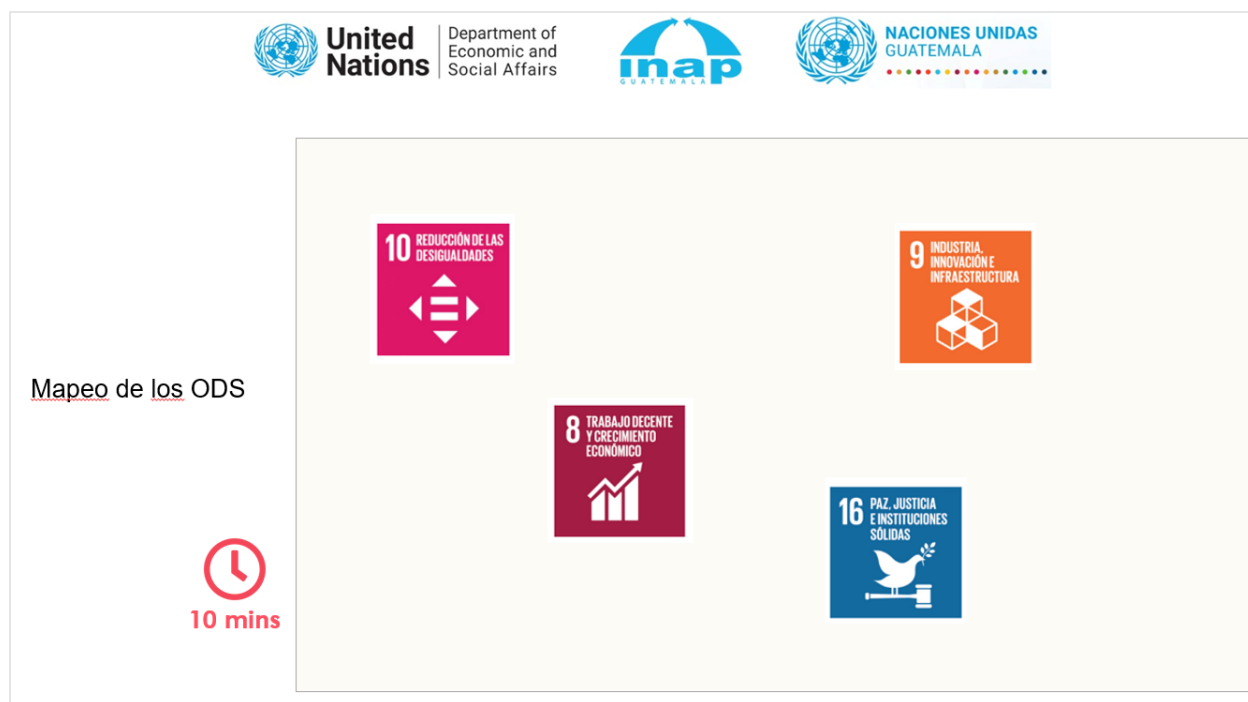 United
Nations
Department of
Economic and
Social Affairs
inap
GUATEMALA
NACIONES UNIDAS
GUATEMALA
10 REDUCCIÓN DE LAS
DESIGUALDADES
9 INDUSTRIA,
INNOVACIÓN E
INFRAESTRUCTURA
Mapeo de los ODS
8 TRABAJO DECENTE
Y CRECIMIENTO
ECONÓMICO
16 PAZ, JUSTICIA
E INSTITUCIONES
SÓLIDAS
10 mins